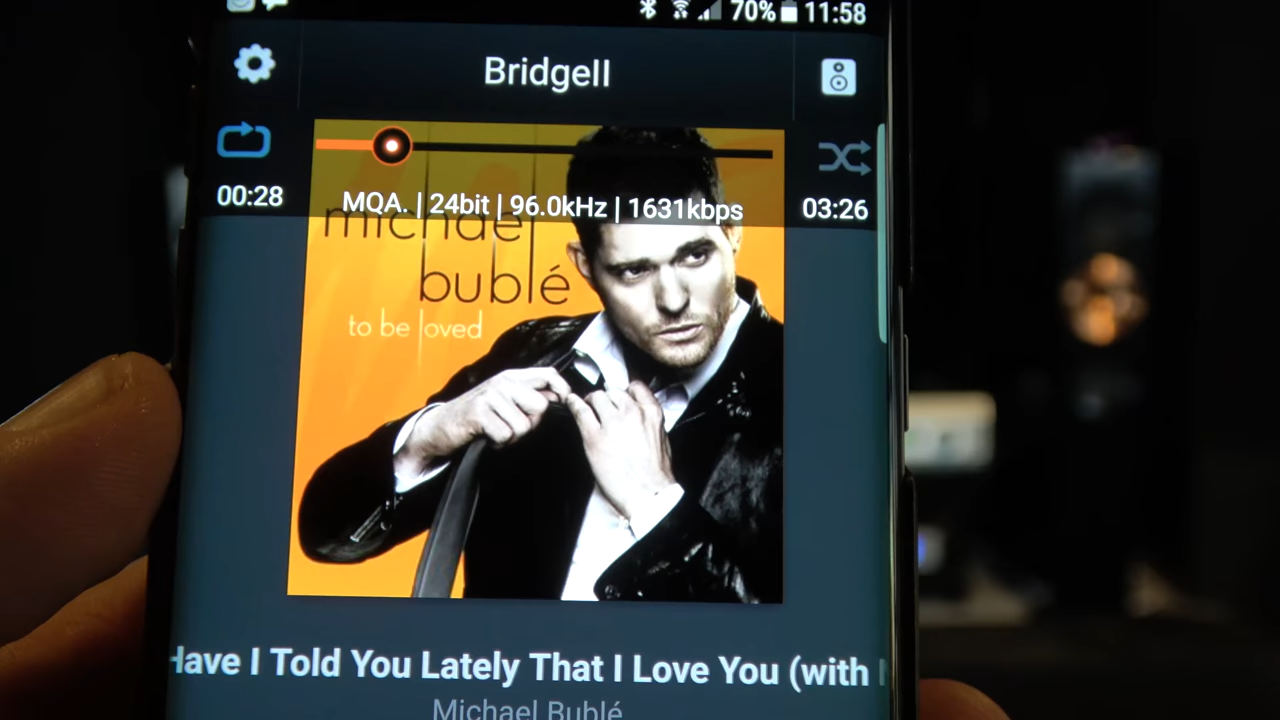 70% 11:58
BridgeII
00:28
MQA. | 24bit | 96.0kHz | 1631kbps
03:26
michael
bublé
to be loved
Have I Told You Lately That I Love You (with
Michael Bublé